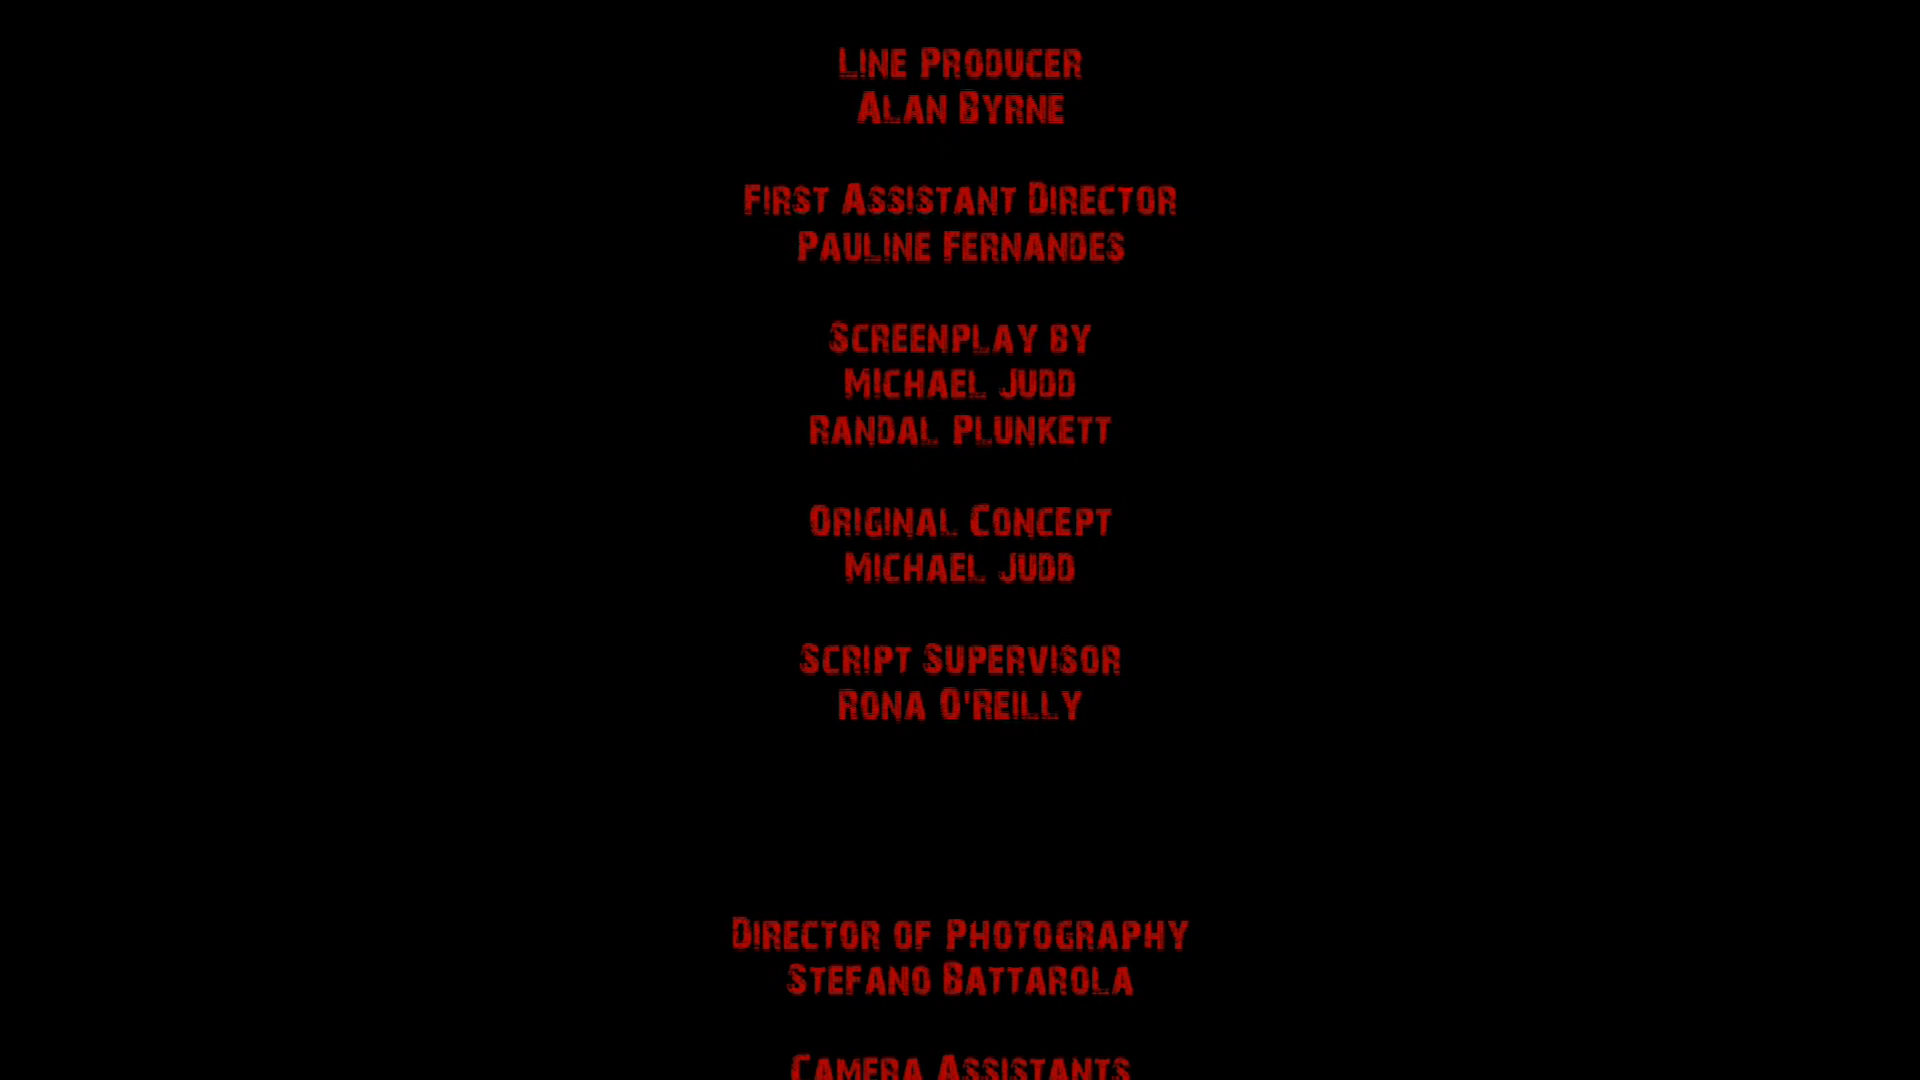 Line Producer
Alan Byrne
First Assistant Director
Pauline Fernandes
Screenplay by
Michael Judd
Randal Plunkett
Original Concept
Michael Judd
Script Supervisor
Rona O'Reilly
Director of Photography
Stefano Battarola
Camera Assistants